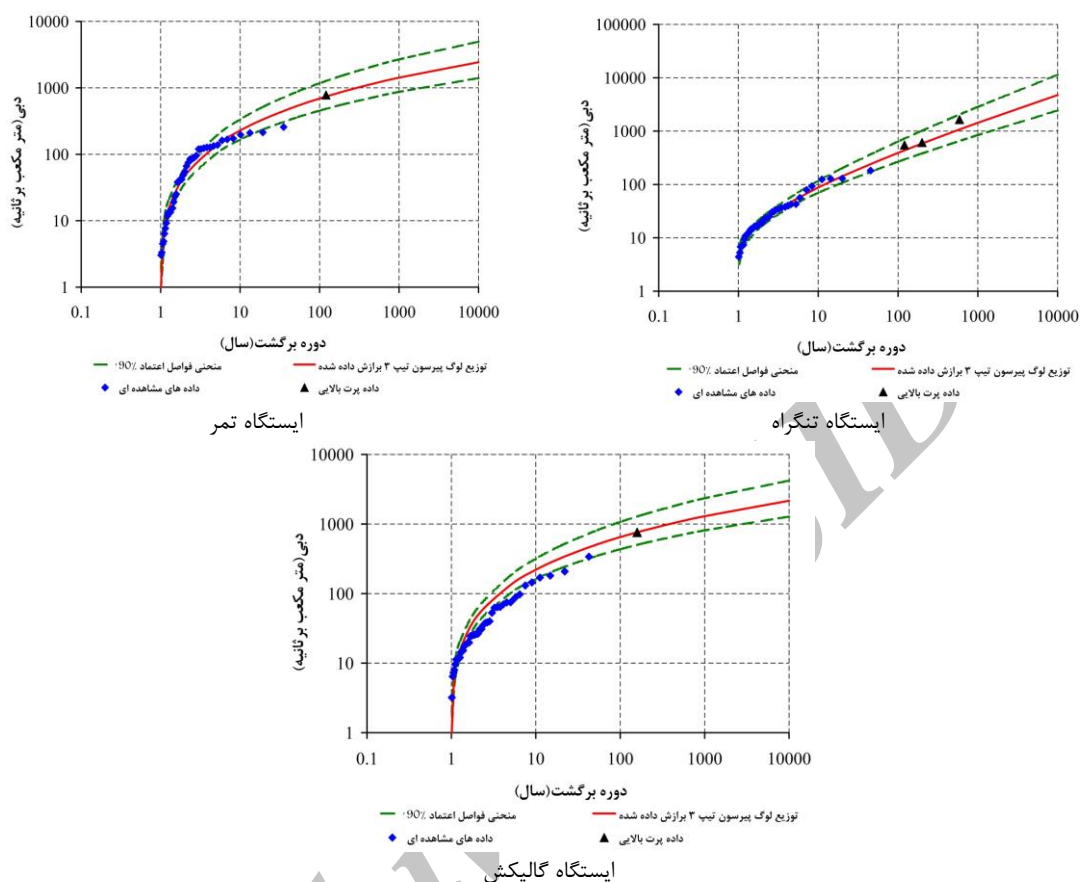 10000
1000
100
10
1
0.1 1 10 100 1000 10000
دبی(متر مکعب بر ثانیه)
دوره برگشت(سال)
منحنی فواصل اعتماد 90٪
توزیع لوگ پیرسون تیپ ۳ برازش داده شده
داده های مشاهده ای
داده پرت بالایی
ایستگاه تمر
100000
10000
1000
100
10
1
0.1 1 10 100 1000 10000
دبی(متر مکعب بر ثانیه)
دوره برگشت(سال)
منحنی فواصل اعتماد 90٪
توزیع لوگ پیرسون تیپ ۳ برازش داده شده
داده های مشاهده ای
داده پرت بالایی
ایستگاه تنگراه
10000
1000
100
10
1
0.1 1 10 100 1000 10000
دبی(متر مکعب بر ثانیه)
دوره برگشت(سال)
منحنی فواصل اعتماد 90٪
توزیع لوگ پیرسون تیپ ۳ برازش داده شده
داده های مشاهده ای
داده پرت بالایی
ایستگاه گالیکش